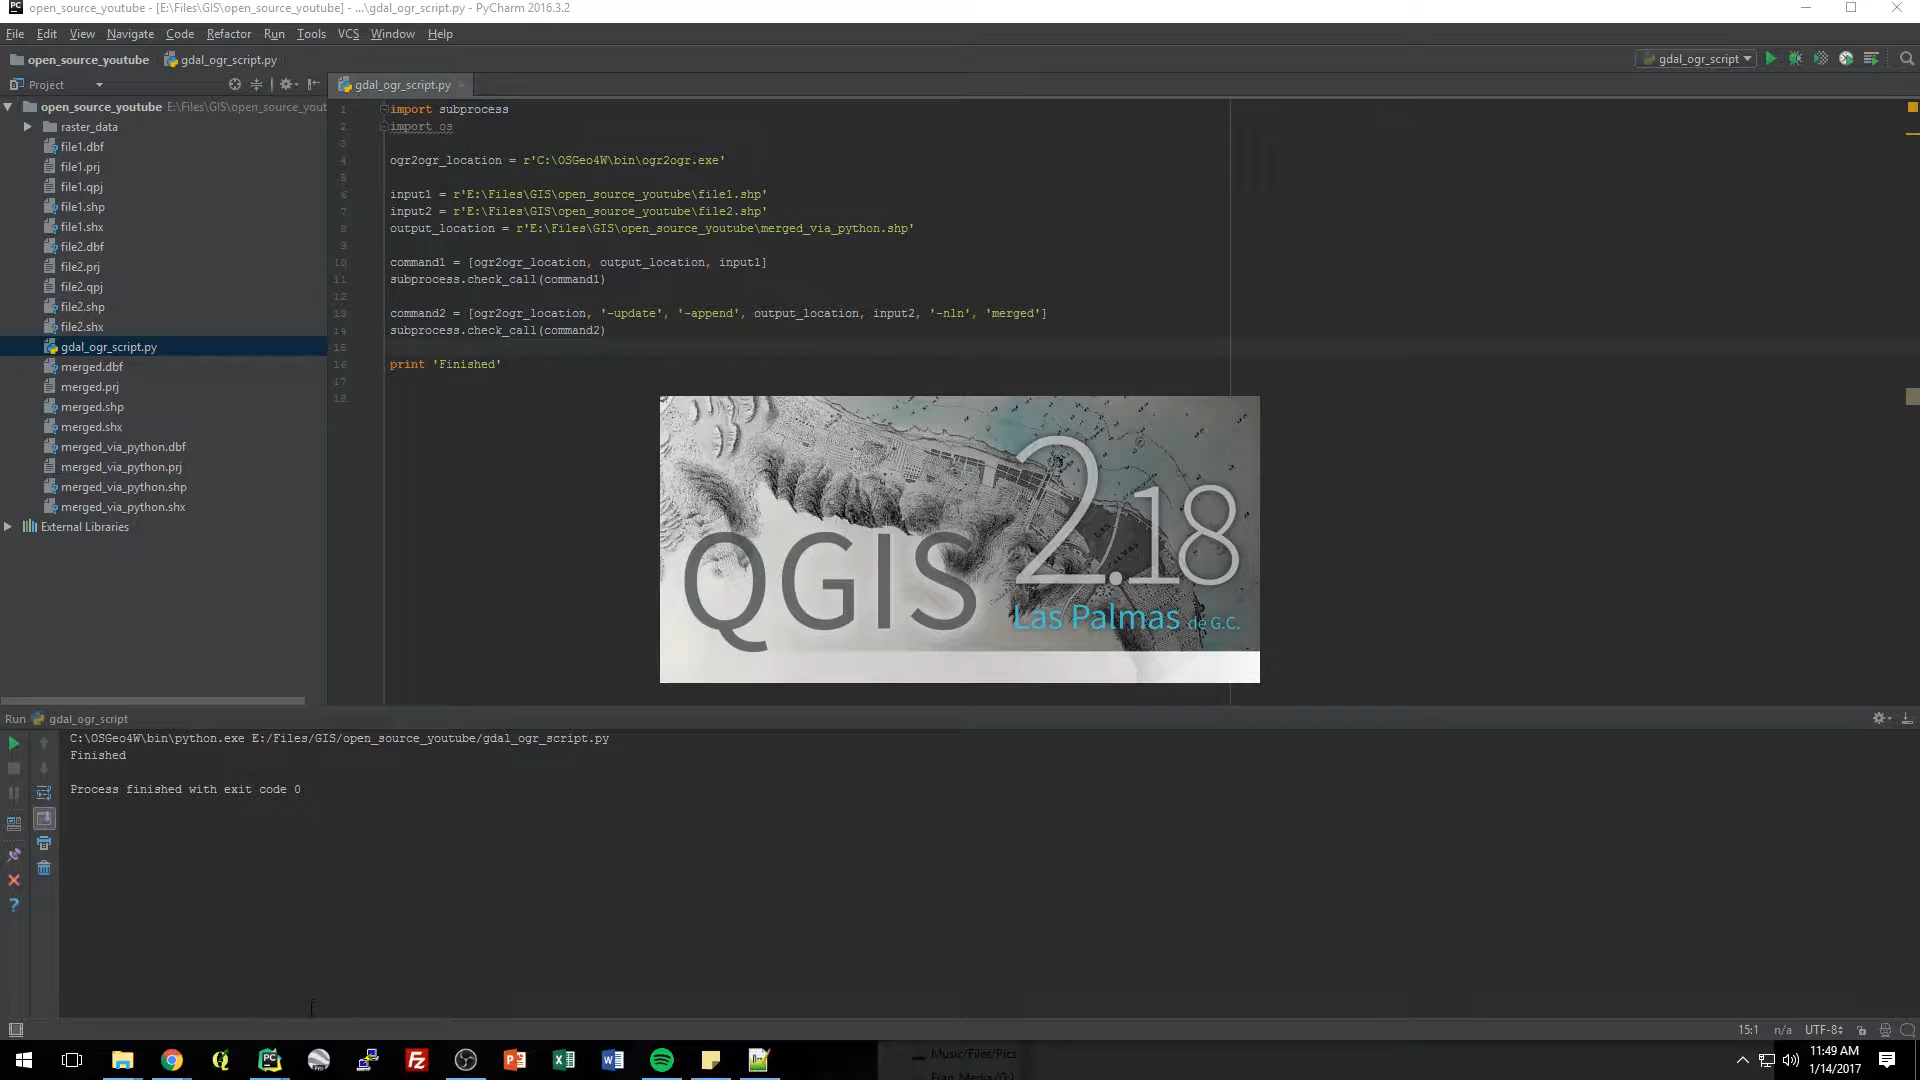 open_source_youtube - [E:\Files\GIS\open_source_youtube] - ...\gdal_ogr_script.py - PyCharm 2016.3.2
File Edit View Navigate Code Refactor Run Tools VCS Window Help
open_source_youtube gdal_ogr_script.py gdal_ogr_script
Project gdal_ogr_script.py
open_source_youtube E:\Files\GIS\open_source_yout
raster_data
file1.dbf
file1.prj
file1.qpj
file1.shp
file1.shx
file2.dbf
file2.prj
file2.qpj
file2.shp
file2.shx
gdal_ogr_script.py
merged.dbf
merged.prj
merged.shp
merged.shx
merged_via_python.dbf
merged_via_python.prj
merged_via_python.shp
merged_via_python.shx
External Libraries
1 import subprocess
2 import os
3
4 ogr2ogr_location = r'C:\OSGeo4W\bin\ogr2ogr.exe'
5
6 input1 = r'E:\Files\GIS\open_source_youtube\file1.shp'
7 input2 = r'E:\Files\GIS\open_source_youtube\file2.shp'
8 output_location = r'E:\Files\GIS\open_source_youtube\merged_via_python.shp'
9
10 command1 = [ogr2ogr_location, output_location, input1]
11 subprocess.check_call(command1)
12
13 command2 = [ogr2ogr_location, '-update', '-append', output_location, input2, '-nln', 'merged']
14 subprocess.check_call(command2)
15
16 print 'Finished'
17
18
QGIS 2.18
Las Palmas de G.C.
Run gdal_ogr_script
C:\OSGeo4W\bin\python.exe E:/Files/GIS/open_source_youtube/gdal_ogr_script.py
Finished
Process finished with exit code 0
15:1 n/a UTF-8
Music/Files/Pics
11:49 AM
1/14/2017